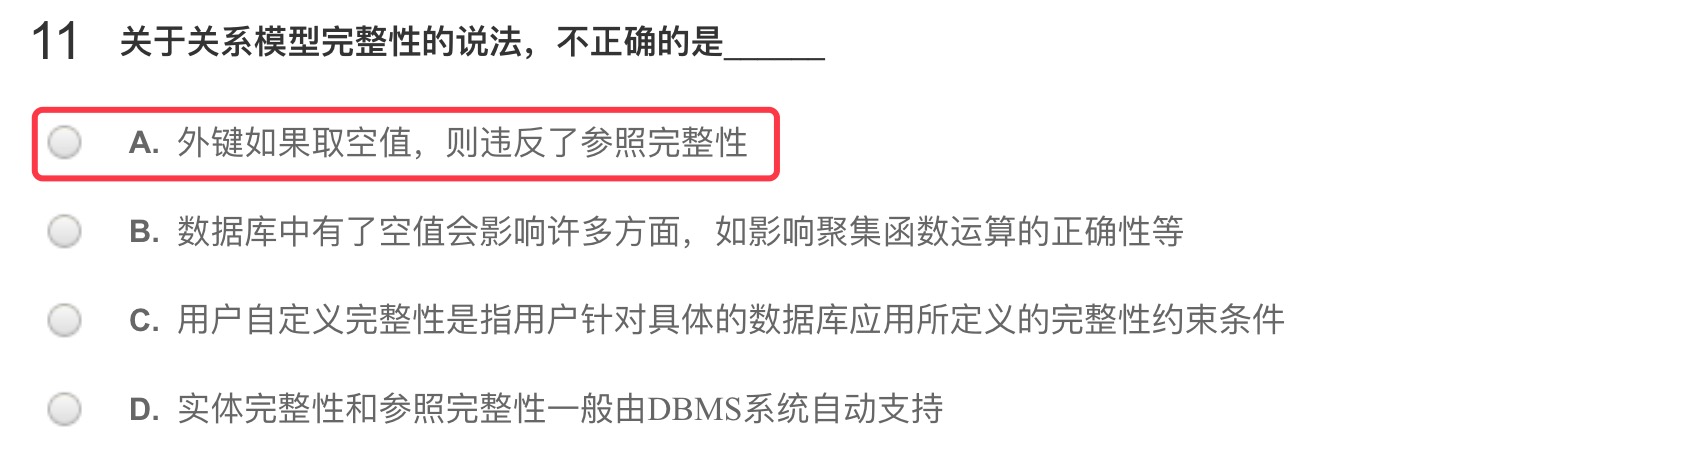 11 关于关系模型完整性的说法，不正确的是______
A. 外键如果取空值，则违反了参照完整性
B. 数据库中有了空值会影响许多方面，如影响聚集函数运算的正确性等
C. 用户自定义完整性是指用户针对具体的数据库应用所定义的完整性约束条件
D. 实体完整性和参照完整性一般由DBMS系统自动支持